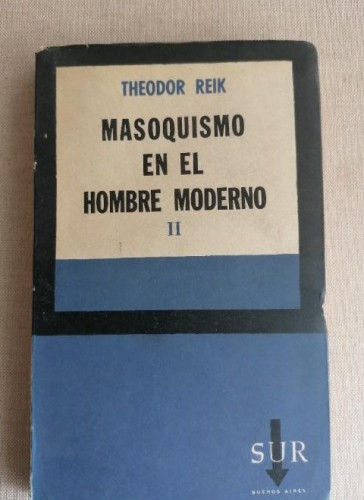 THEODOR REIK
MASOQUISMO
EN EL
HOMBRE MODERNO
II
SUR
BUENOS AIRES